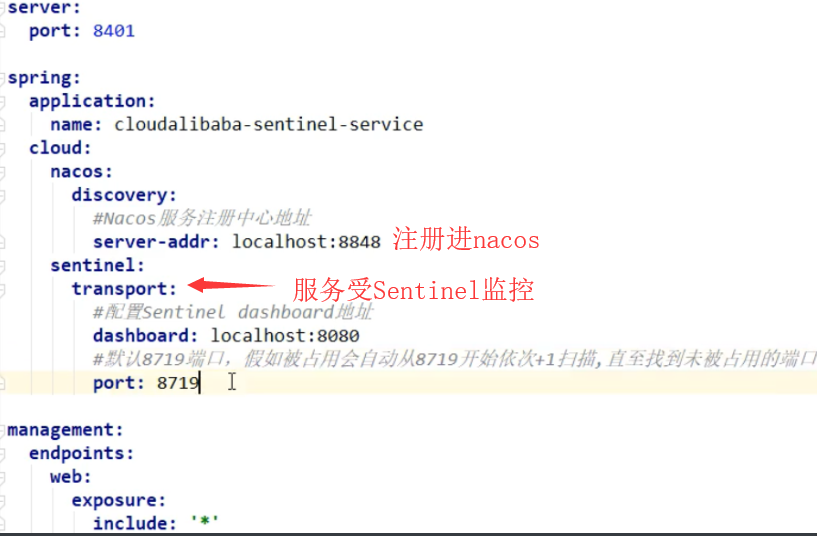 server:
port: 8401
spring:
application:
name: cloudalibaba-sentinel-service
cloud:
nacos:
discovery:
#Nacos服务注册中心地址
server-addr: localhost:8848 注册进nacos
sentinel:
transport: 服务受Sentinel监控
#配置Sentinel dashboard地址
dashboard: localhost:8080
#默认8719端口，假如被占用会自动从8719开始依次+1扫描,直至找到未被占用的端口
port: 8719
management:
endpoints:
web:
exposure:
include: '*'